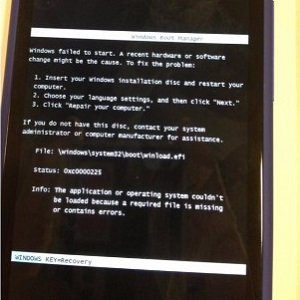 Windows Boot Manager
Windows failed to start. A recent hardware or software
change might be the cause. To fix the problem:
1. Insert your Windows installation disc and restart your
computer.
2. Choose your language settings, and then click "Next."
3. Click "Repair your computer."
If you do not have this disc, contact your system
administrator or computer manufacturer for assistance.
File: \windows\system32\boot\winload.efi
Status: 0xc0000225
Info: The application or operating system couldn't
be loaded because a required file is missing
or contains errors.
WINDOWS KEY=Recovery